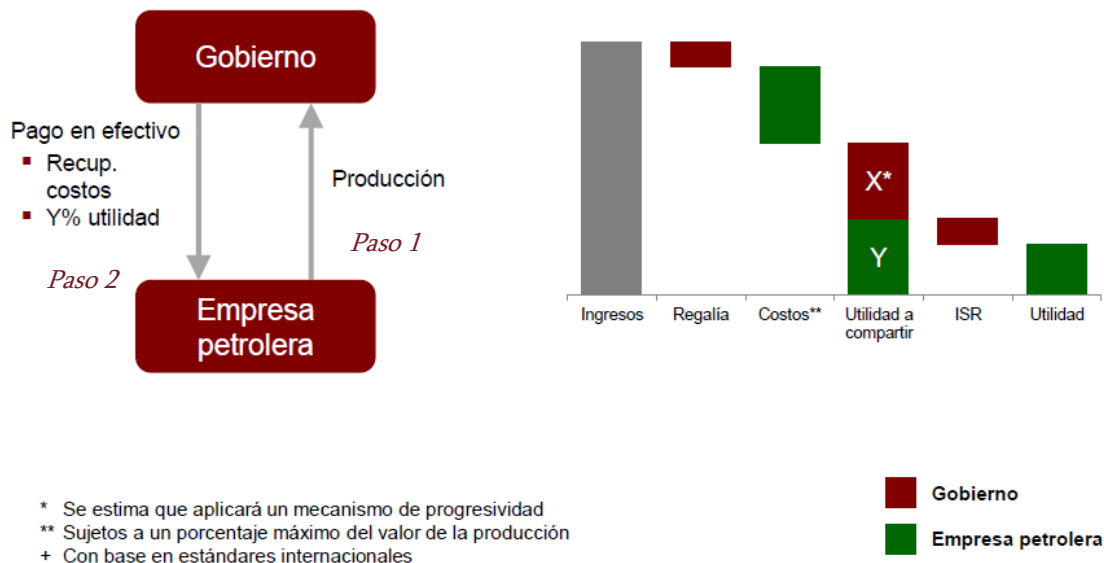 Gobierno
Pago en efectivo
▪ Recup.
costos
▪ Y% utilidad
Producción
Paso 1
Paso 2
Empresa
petrolera
X*
Y
Ingresos
Regalía
Costos**
Utilidad a
compartir
ISR
Utilidad
* Se estima que aplicará un mecanismo de progresividad
** Sujetos a un porcentaje máximo del valor de la producción
+ Con base en estándares internacionales
Gobierno
Empresa petrolera